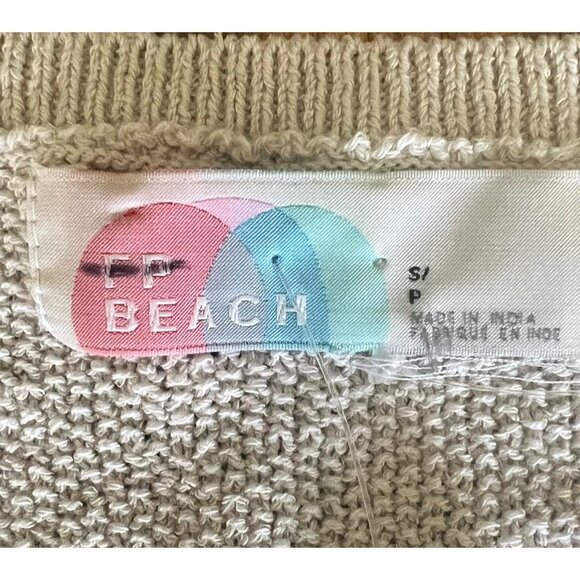 FP
BEACH
S/
P
MADE IN INDIA
FABRIQUE EN INDE